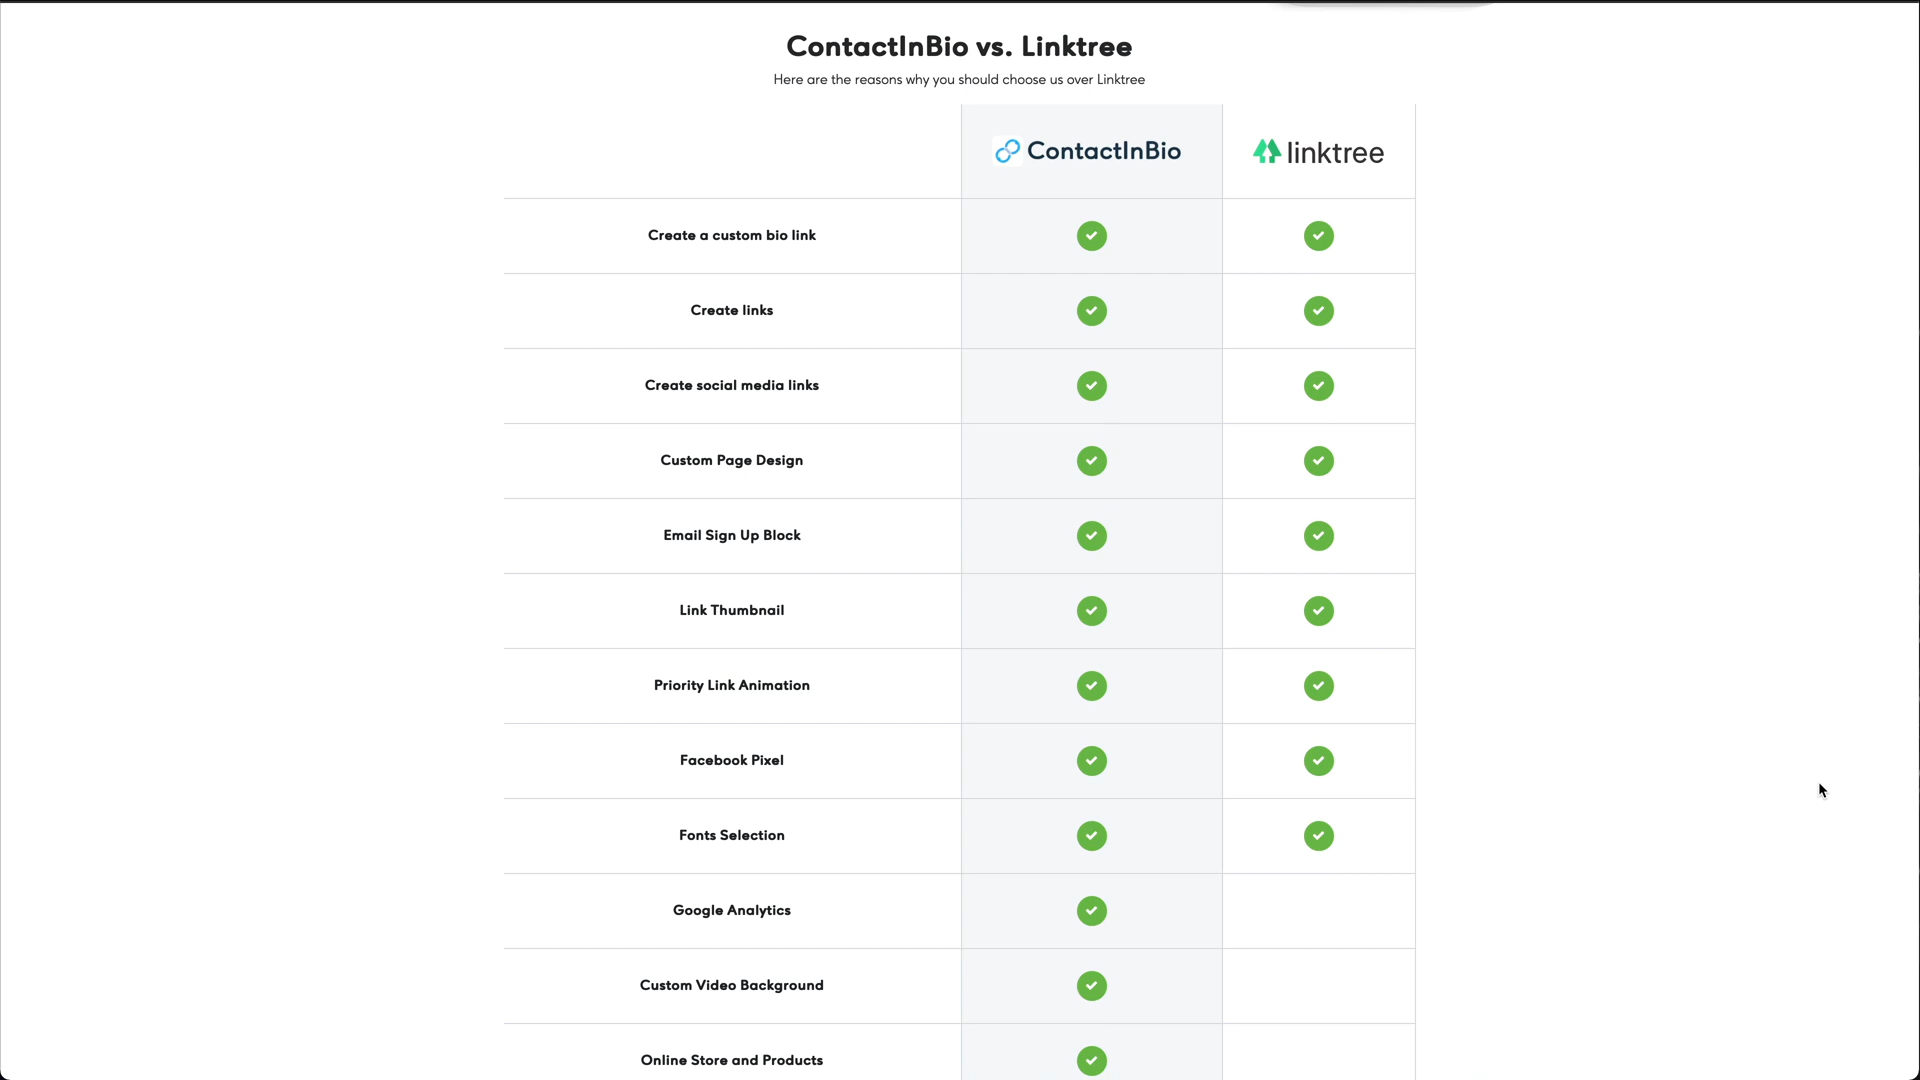 ContactInBio vs. Linktree
Here are the reasons why you should choose us over Linktree
ContactInBio linktree
Create a custom bio link
Create links
Create social media links
Custom Page Design
Email Sign Up Block
Link Thumbnail
Priority Link Animation
Facebook Pixel
Fonts Selection
Google Analytics
Custom Video Background
Online Store and Products